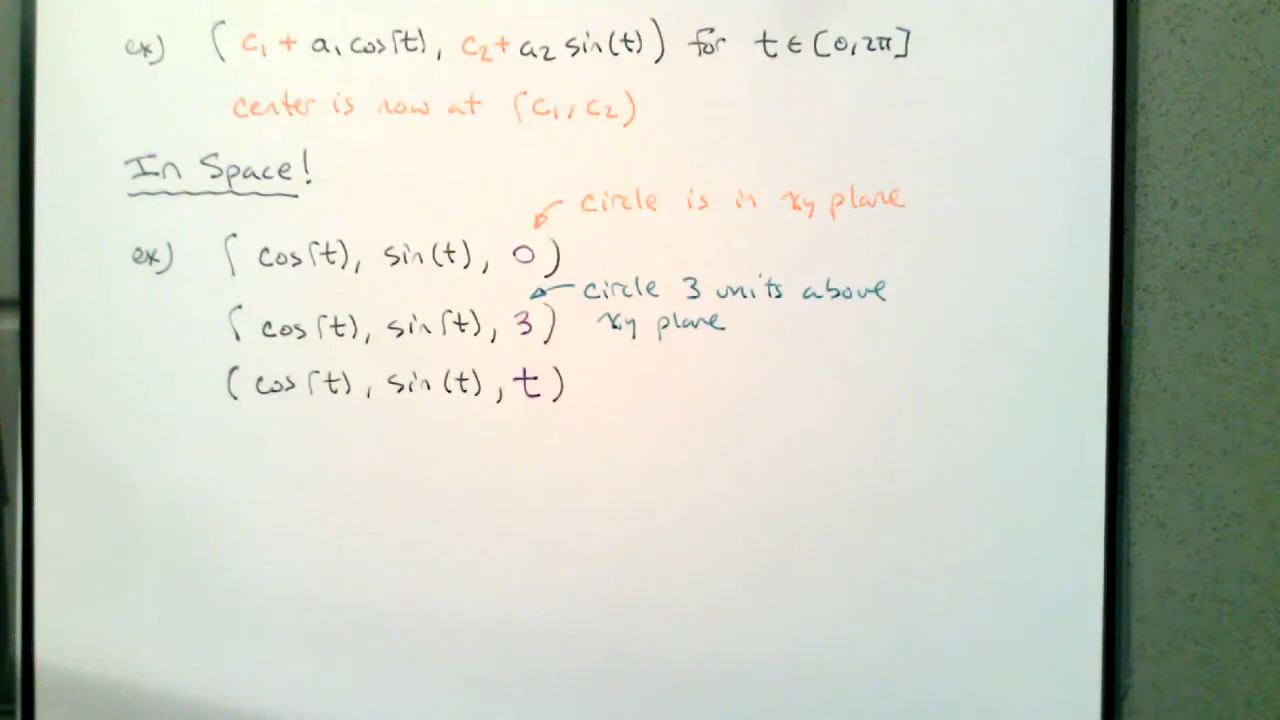 ex) (c₁ + a₁ cos(t), c₂ + a₂ sin(t)) for t ∈ [0, 2π]
center is now at (c₁, c₂)
In Space!
circle is in xy plane
ex) (cos(t), sin(t), 0)
circle 3 units above
(cos(t), sin(t), 3) xy plane
(cos(t), sin(t), t)